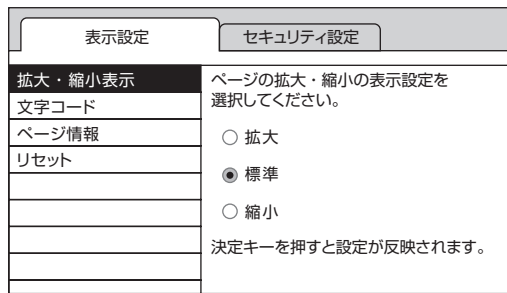 表示設定
セキュリティ設定
拡大・縮小表示
文字コード
ページ情報
リセット
ページの拡大・縮小の表示設定を
選択してください。
拡大
標準
縮小
決定キーを押すと設定が反映されます。